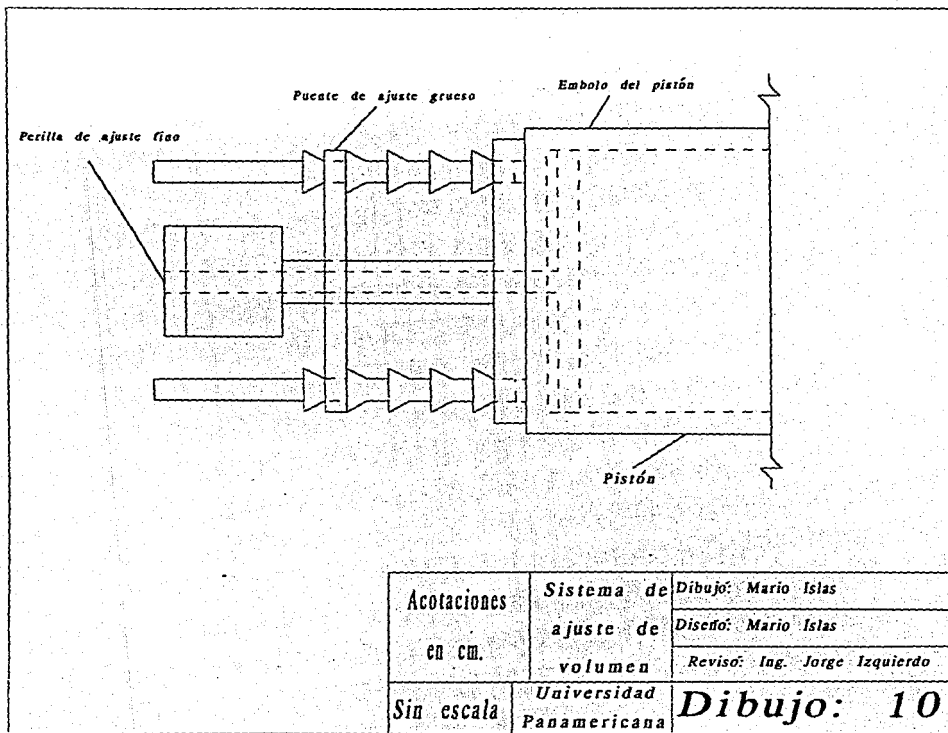 Puente de ajuste grueso
Embolo del pistón
Perilla de ajuste fino
Pistón
Acotaciones
en cm.
Sistema de
ajuste de
volumen
Dibujo: Mario Islas
Diseño: Mario Islas
Reviso: Ing. Jorge Izquierdo
Sin escala
Universidad
Panamericana
Dibujo: 10